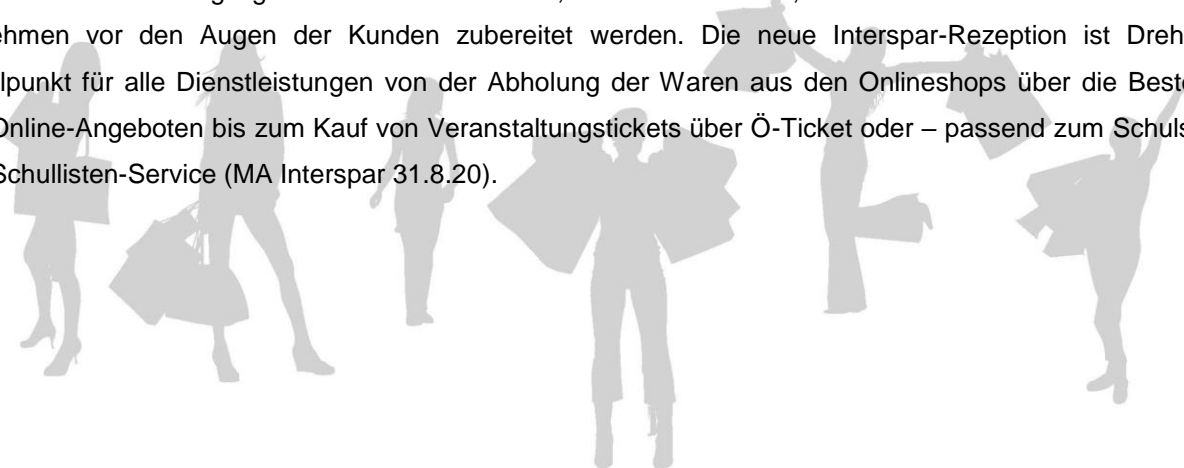 ehmen vor den Augen der Kunden zubereitet werden. Die neue Interspar-Rezeption ist Dreh
lpunkt für alle Dienstleistungen von der Abholung der Waren aus den Onlineshops über die Beste
Online-Angeboten bis zum Kauf von Veranstaltungstickets über Ö-Ticket oder – passend zum Schuls
Schullisten-Service (MA Interspar 31.8.20).